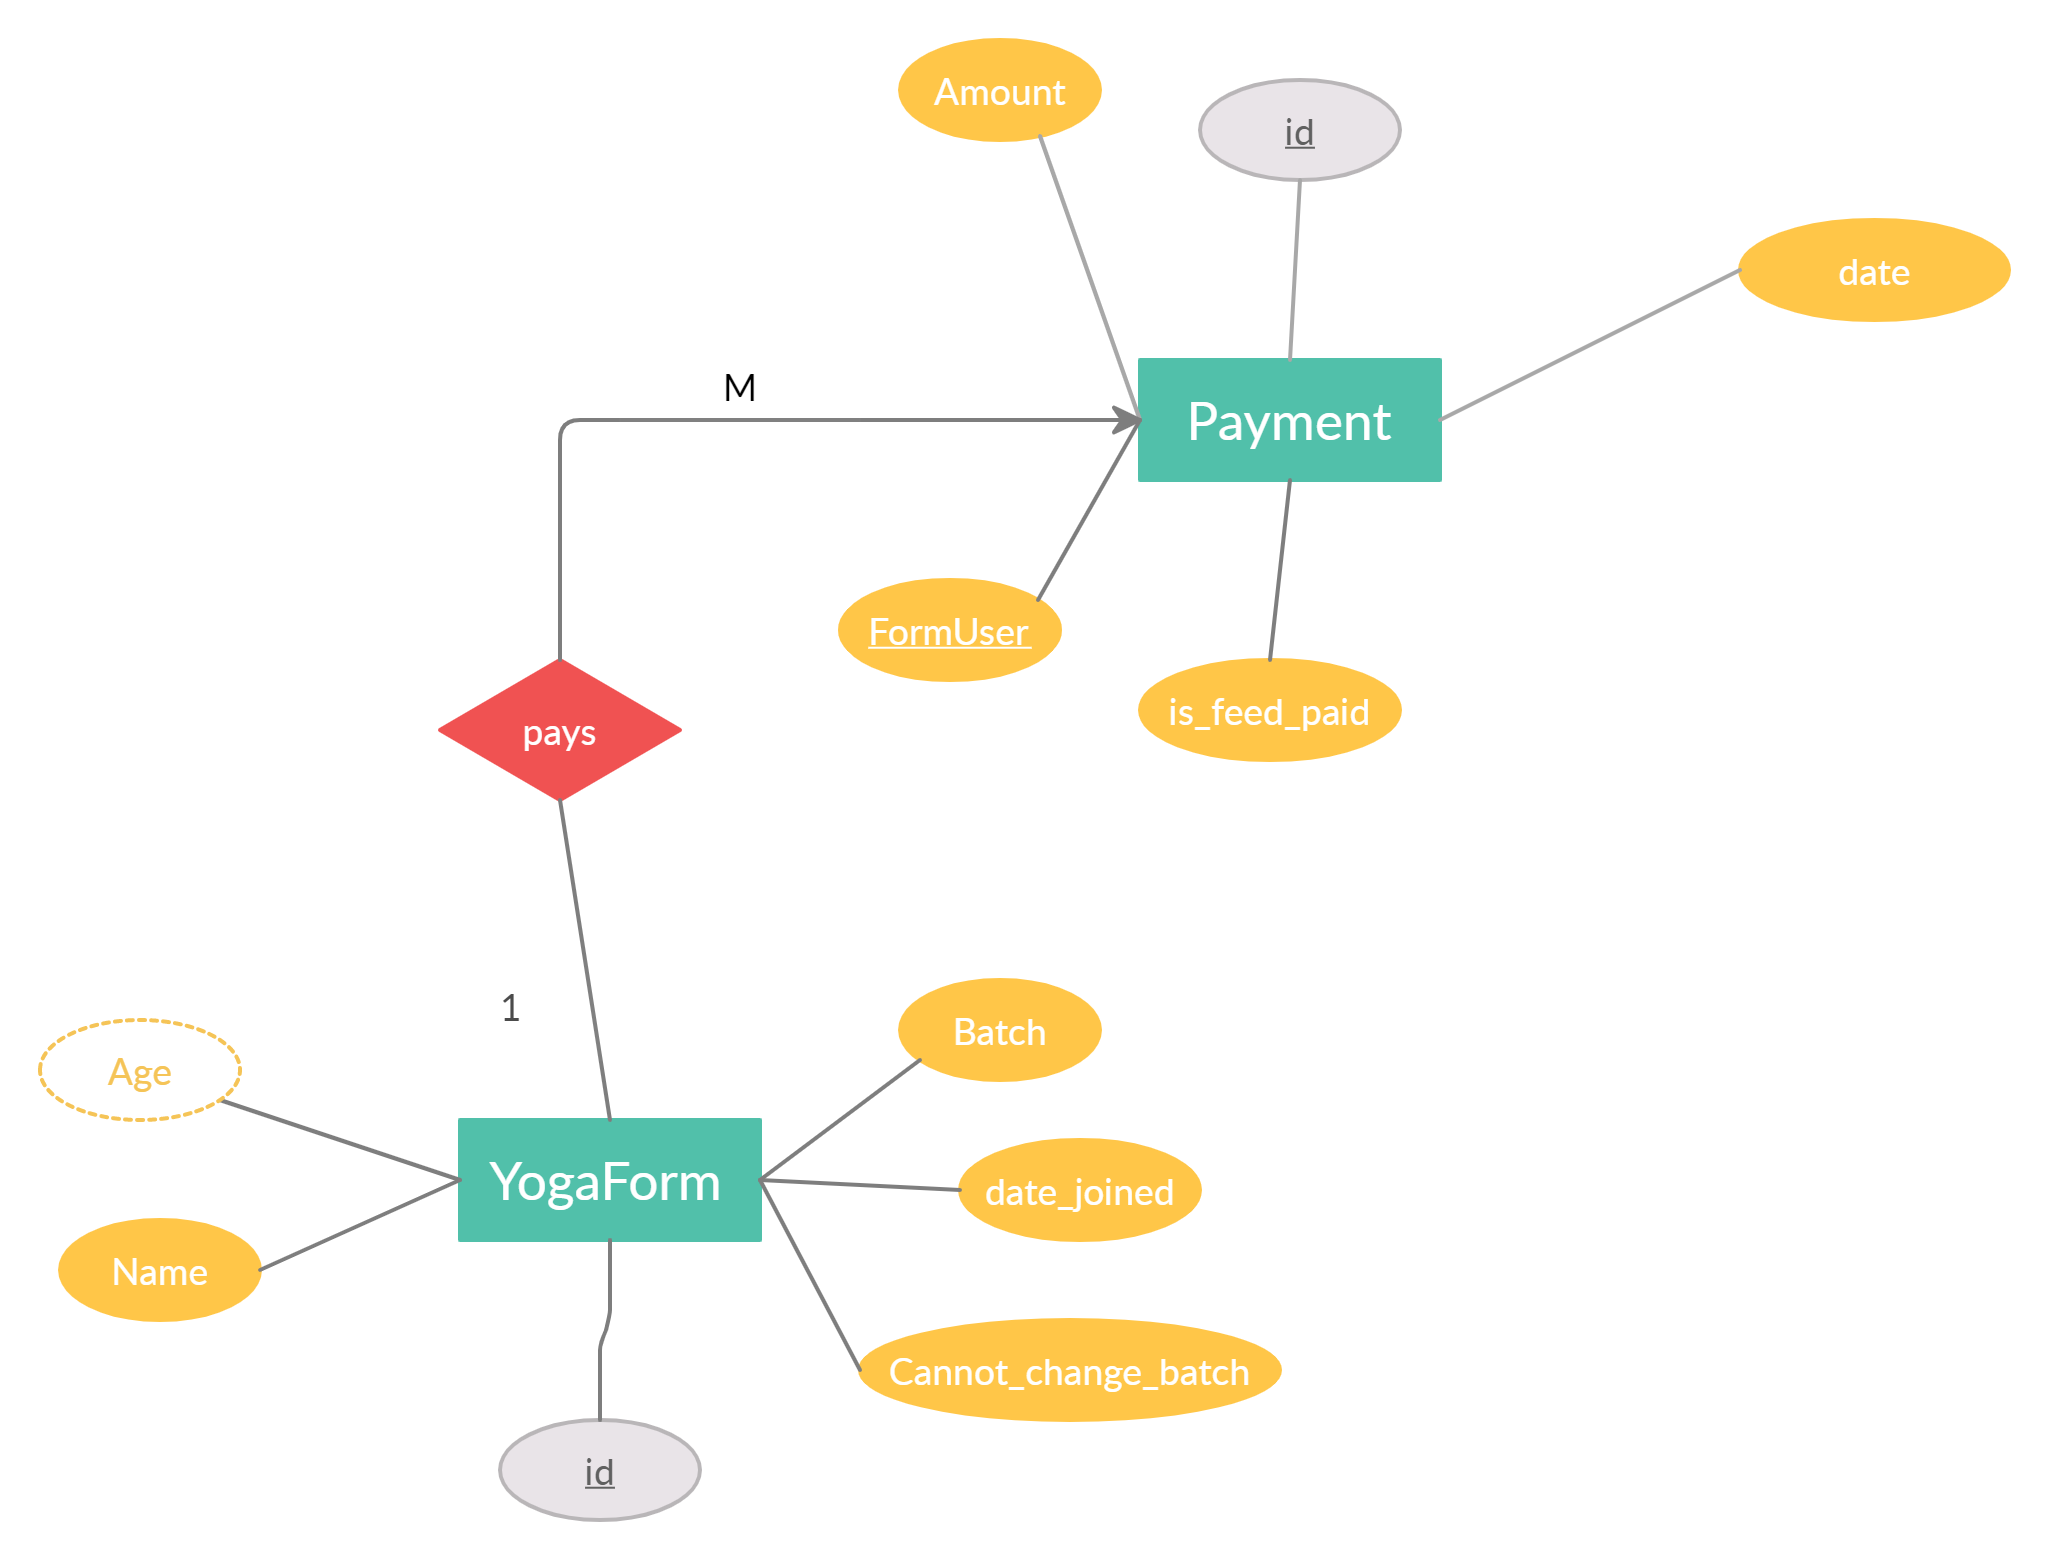 Amount
id
date
M
Payment
FormUser
is_feed_paid
pays
1
Batch
Age
YogaForm
date_joined
Name
Cannot_change_batch
id